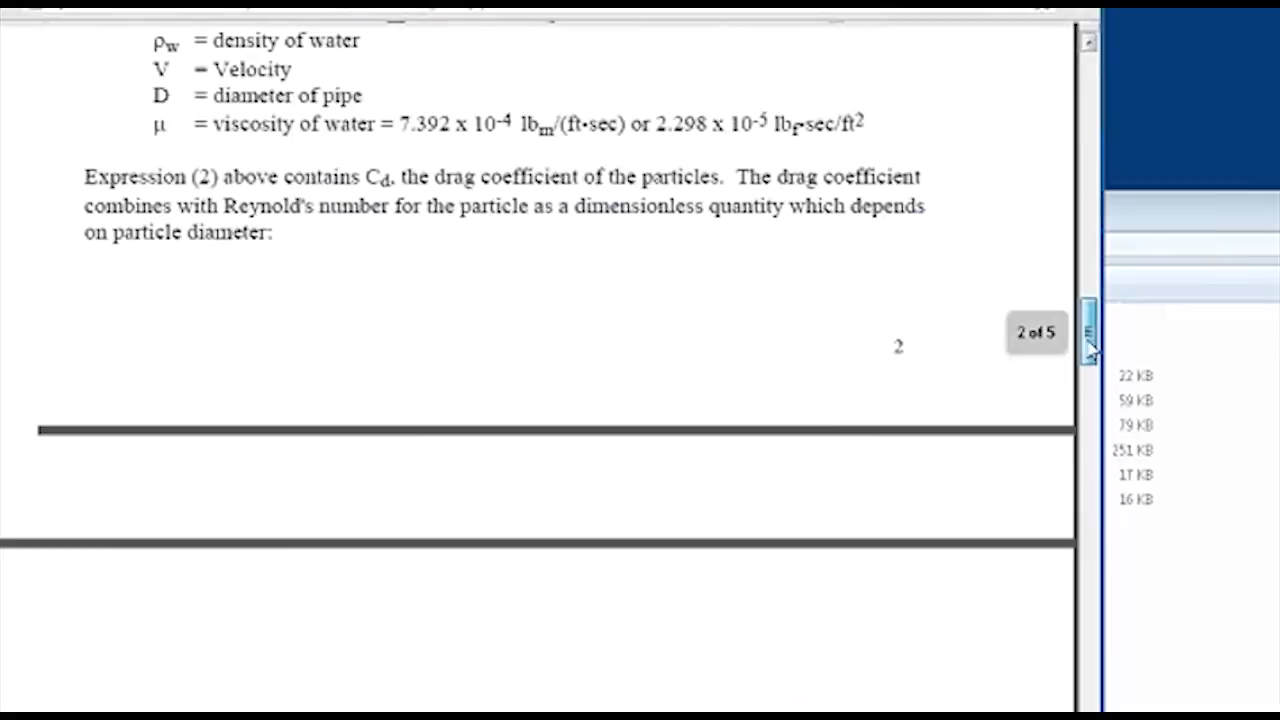 ρw = density of water
V = Velocity
D = diameter of pipe
μ = viscosity of water = 7.392 x 10-4 lbm/(ft•sec) or 2.298 x 10-5 lbf•sec/ft2
Expression (2) above contains Cd, the drag coefficient of the particles. The drag coefficient
combines with Reynold's number for the particle as a dimensionless quantity which depends
on particle diameter:
2 of 5
2
22 KB
59 KB
79 KB
251 KB
17 KB
16 KB